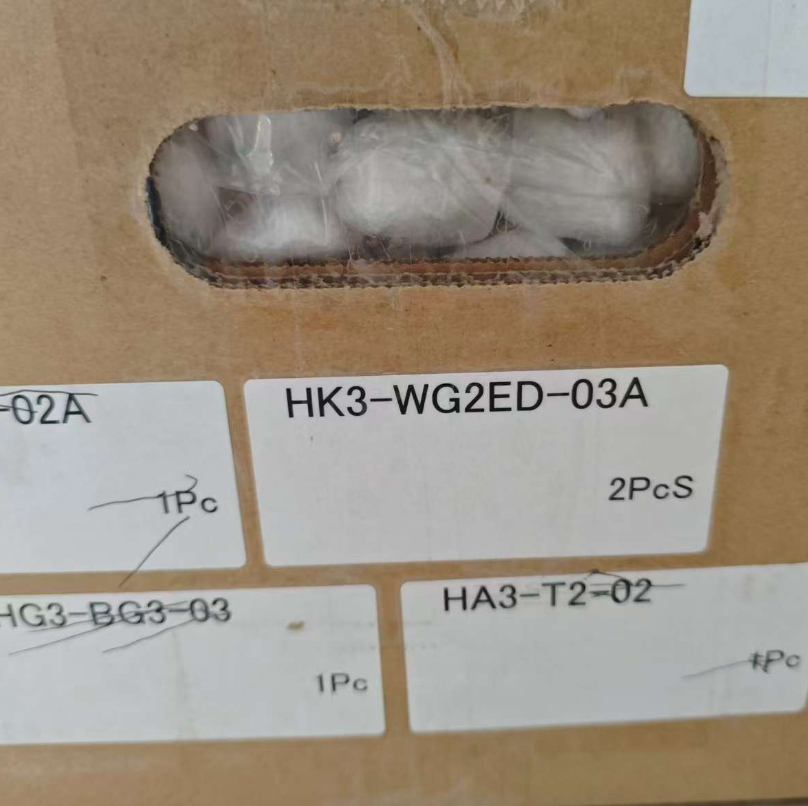 -02A
1Pc
HK3-WG2ED-03A
2PcS
HG3-BG3-03
1Pc
HA3-T2-02
1Pc